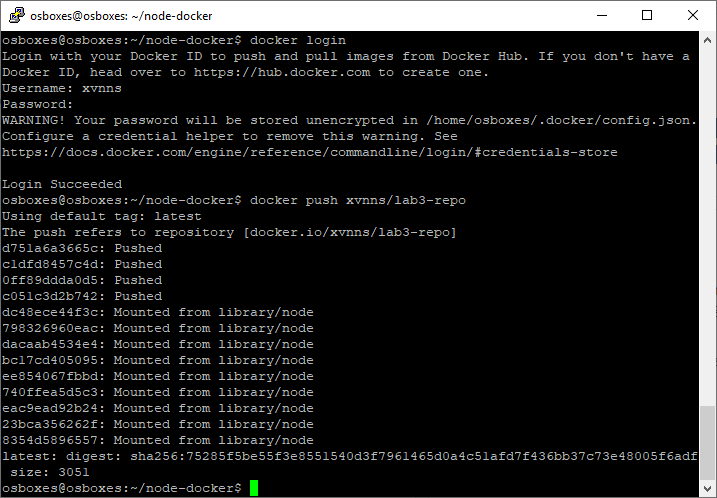 osboxes@osboxes: ~/node-docker
osboxes@osboxes:~/node-docker$ docker login
Login with your Docker ID to push and pull images from Docker Hub. If you don't have a
Docker ID, head over to https://hub.docker.com to create one.
Username: xvnns
Password:
WARNING! Your password will be stored unencrypted in /home/osboxes/.docker/config.json.
Configure a credential helper to remove this warning. See
https://docs.docker.com/engine/reference/commandline/login/#credentials-store
Login Succeeded
osboxes@osboxes:~/node-docker$ docker push xvnns/lab3-repo
Using default tag: latest
The push refers to repository [docker.io/xvnns/lab3-repo]
d751a6a3665c: Pushed
c1dfd8457c4d: Pushed
0ff89ddda0d5: Pushed
c051c3d2b742: Pushed
dc48ece44f3c: Mounted from library/node
798326960eac: Mounted from library/node
dacaab4534e4: Mounted from library/node
bc17cd405095: Mounted from library/node
ee854067fbbd: Mounted from library/node
740ffea5d5c3: Mounted from library/node
eac9ead92b24: Mounted from library/node
23bca356262f: Mounted from library/node
8354d5896557: Mounted from library/node
latest: digest: sha256:75285f5be55f3e8551540d3f7961465d0a4c51afd7f436bb37c73e48005f6adf
size: 3051
osboxes@osboxes:~/node-docker$